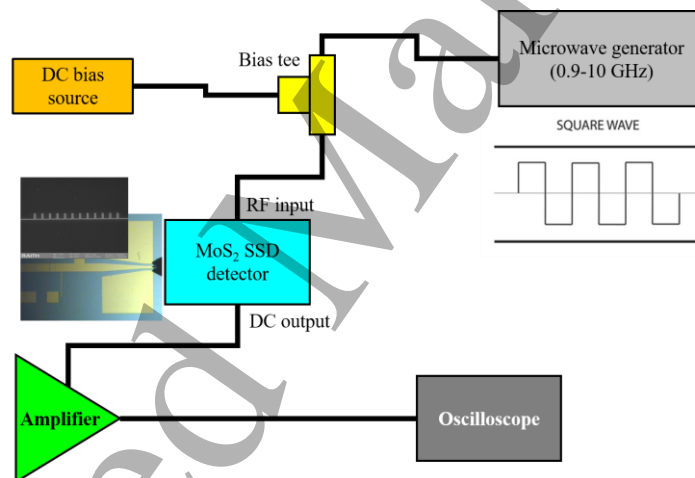 Microwave generator
(0.9-10 GHz)
Bias tee
DC bias
source
SQUARE WAVE
RF input
MoS₂ SSD
detector
DC output
Amplifier
Oscilloscope